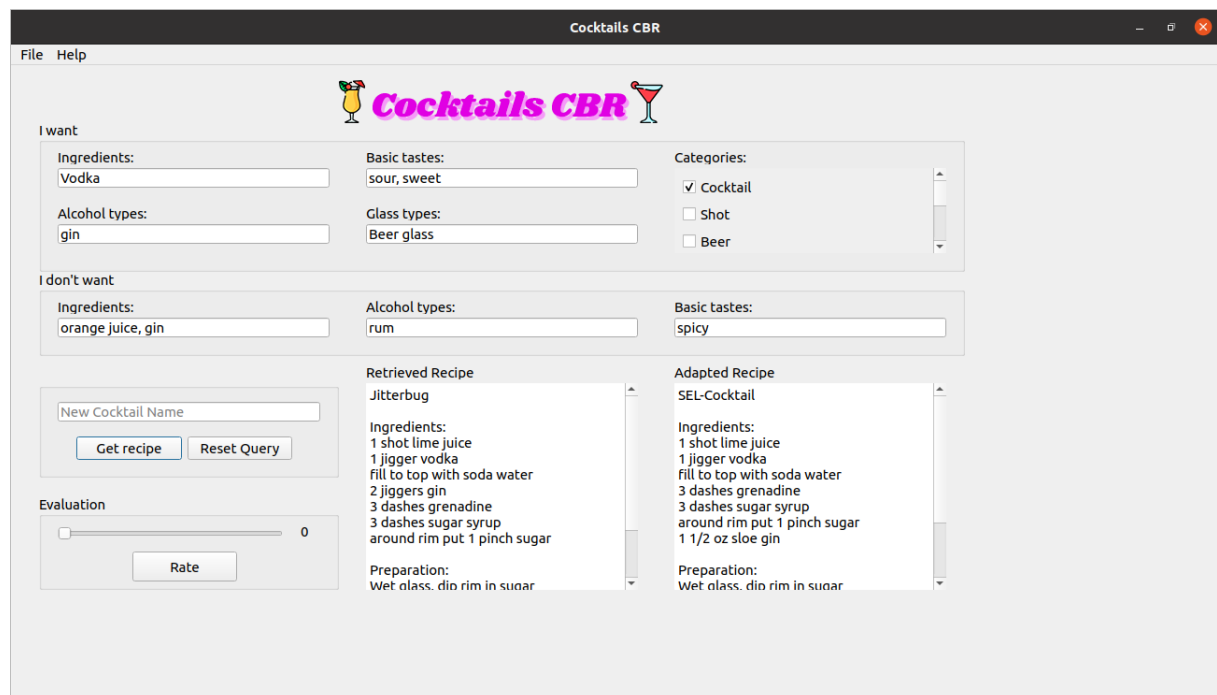 Cocktails CBR
File Help
Cocktails CBR
I want
Ingredients:
Vodka
Basic tastes:
sour, sweet
Categories:
Cocktail
Shot
Beer
Alcohol types:
gin
Glass types:
Beer glass
I don't want
Ingredients:
orange juice, gin
Alcohol types:
rum
Basic tastes:
spicy
New Cocktail Name
Get recipe
Reset Query
Evaluation
0
Rate
Retrieved Recipe
Jitterbug
Ingredients:
1 shot lime juice
1 jigger vodka
fill to top with soda water
2 jiggers gin
3 dashes grenadine
3 dashes sugar syrup
around rim put 1 pinch sugar
Preparation:
Wet glass, dip rim in sugar
Adapted Recipe
SEL-Cocktail
Ingredients:
1 shot lime juice
1 jigger vodka
fill to top with soda water
3 dashes grenadine
3 dashes sugar syrup
around rim put 1 pinch sugar
1 1/2 oz sloe gin
Preparation:
Wet glass, dip rim in sugar